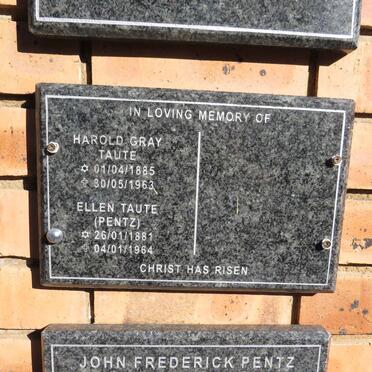 IN LOVING MEMORY OF
HAROLD GRAY
TAUTE
✡ 01/04/1885
✞ 30/05/1963
ELLEN TAUTE
(PENTZ)
✡ 26/01/1881
✞ 04/01/1964
CHRIST HAS RISEN
JOHN FREDERICK PENTZ